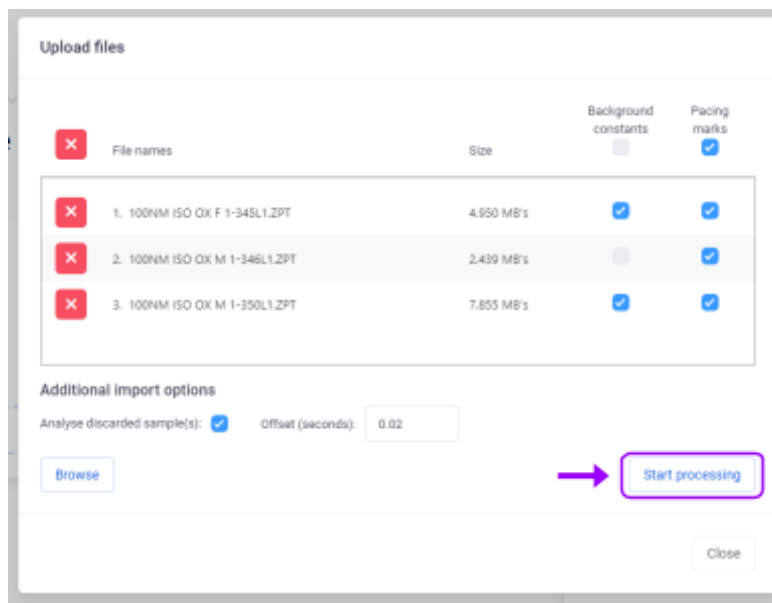 Upload files
Background constants
Pacing marks
File names
Size
1. 100NM ISO OX F 1-345L1.ZPT 4.950 MB's
2. 100NM ISO OX M 1-346L1.ZPT 2.439 MB's
3. 100NM ISO OX M 1-350L1.ZPT 7.855 MB's
Additional import options
Analyse discarded sample(s): Offset (seconds): 0.02
Browse
Start processing
Close